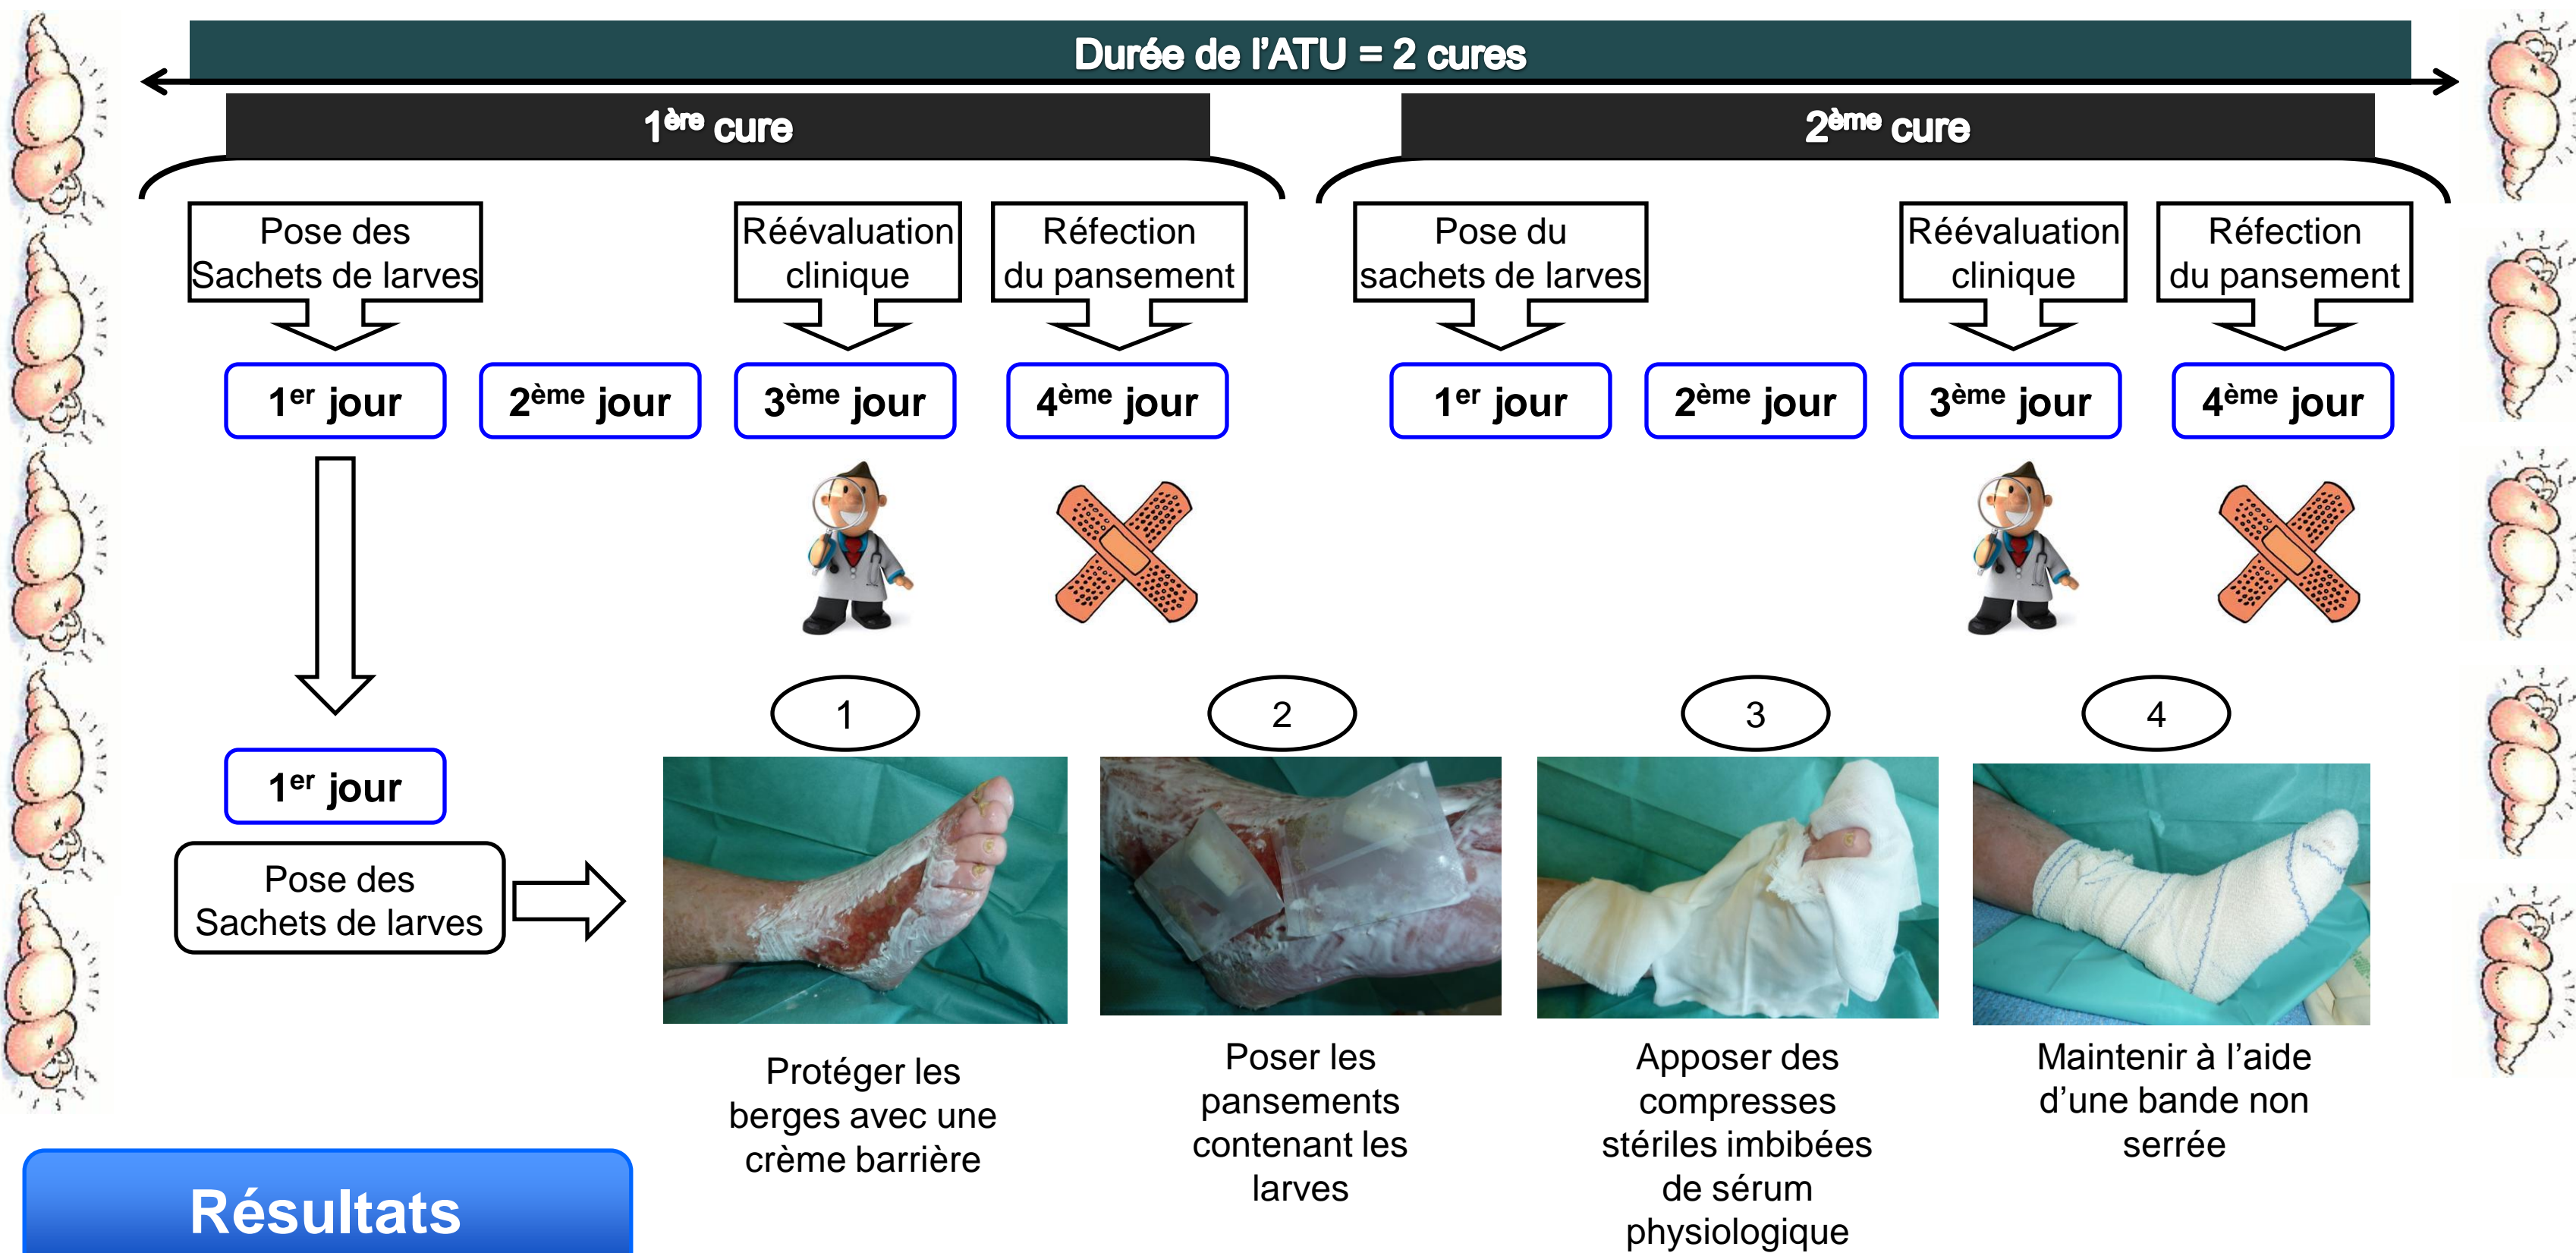 Durée de l’ATU = 2 cures
1ère cure
2ème cure
Pose des
Sachets de larves
Réévaluation
clinique
Réfection
du pansement
Pose du
sachets de larves
Réévaluation
clinique
Réfection
du pansement
1er jour
2ème jour
3ème jour
4ème jour
1er jour
2ème jour
3ème jour
4ème jour
1er jour
Pose des
Sachets de larves
1
2
3
4
Protéger les
berges avec une
crème barrière
Poser les
pansements
contenant les
larves
Apposer des
compresses
stériles imbibées
de sérum
physiologique
Maintenir à l’aide
d’une bande non
serrée
Résultats